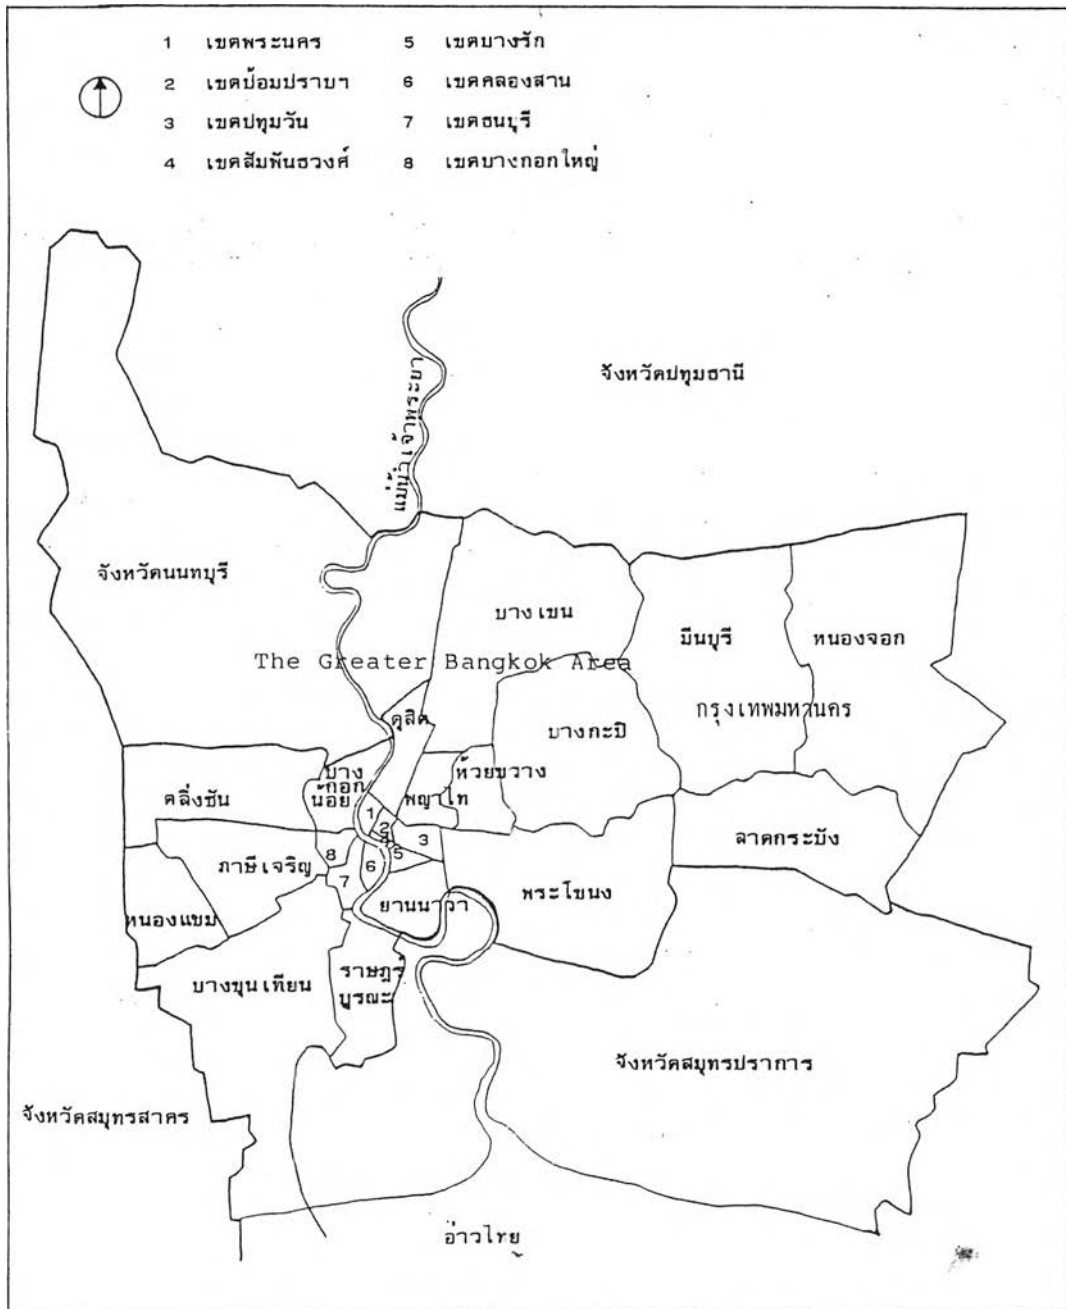 1 เขตพระนคร
2 เขตป้อมปราบฯ
3 เขตปทุมวัน
4 เขตสัมพันธวงศ์
5 เขตบางรัก
6 เขตคลองสาน
7 เขตธนบุรี
8 เขตบางกอกใหญ่
จังหวัดปทุมธานี
แม่น้ำเจ้าพระยา
จังหวัดนนทบุรี
บางเขน
มีนบุรี
หนองจอก
The Greater Bangkok Area
ดุสิต
กรุงเทพมหานคร
บางกะปิ
บาง
กอก
น้อย
ห้วยขวาง
ตลิ่งชัน
พญาไท
1
2
3
4
5
6
7
8
ลาดกระบัง
ภาษีเจริญ
พระโขนง
ยานนาวา
หนองแขม
ราษฎร์
บูรณะ
บางขุนเทียน
จังหวัดสมุทรปราการ
จังหวัดสมุทรสาคร
อ่าวไทย